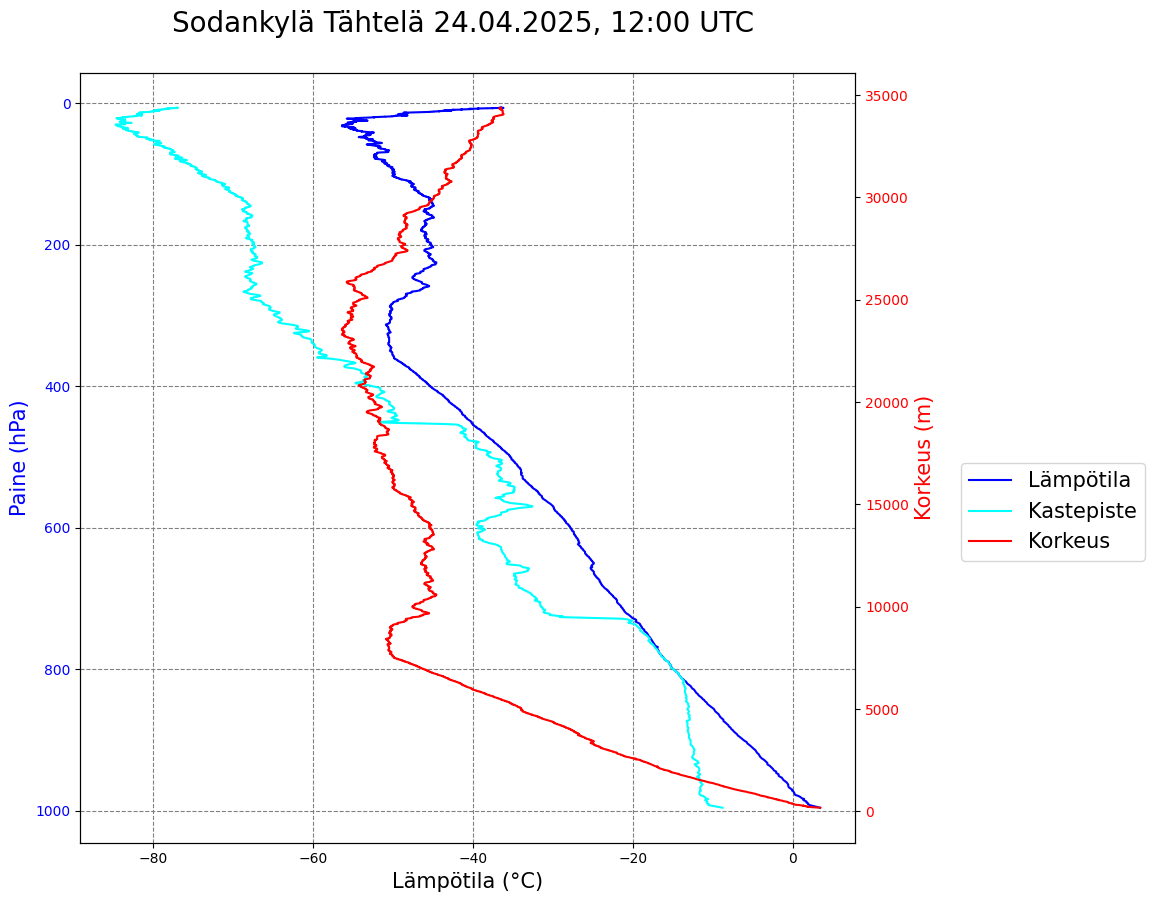 Sodankylä Tähtelä 24.04.2025, 12:00 UTC
Paine (hPa)
0
200
400
600
800
1000
−80
−60
−40
−20
0
Lämpötila (°C)
35000
30000
25000
20000
15000
10000
5000
0
Korkeus (m)
Lämpötila
Kastepiste
Korkeus